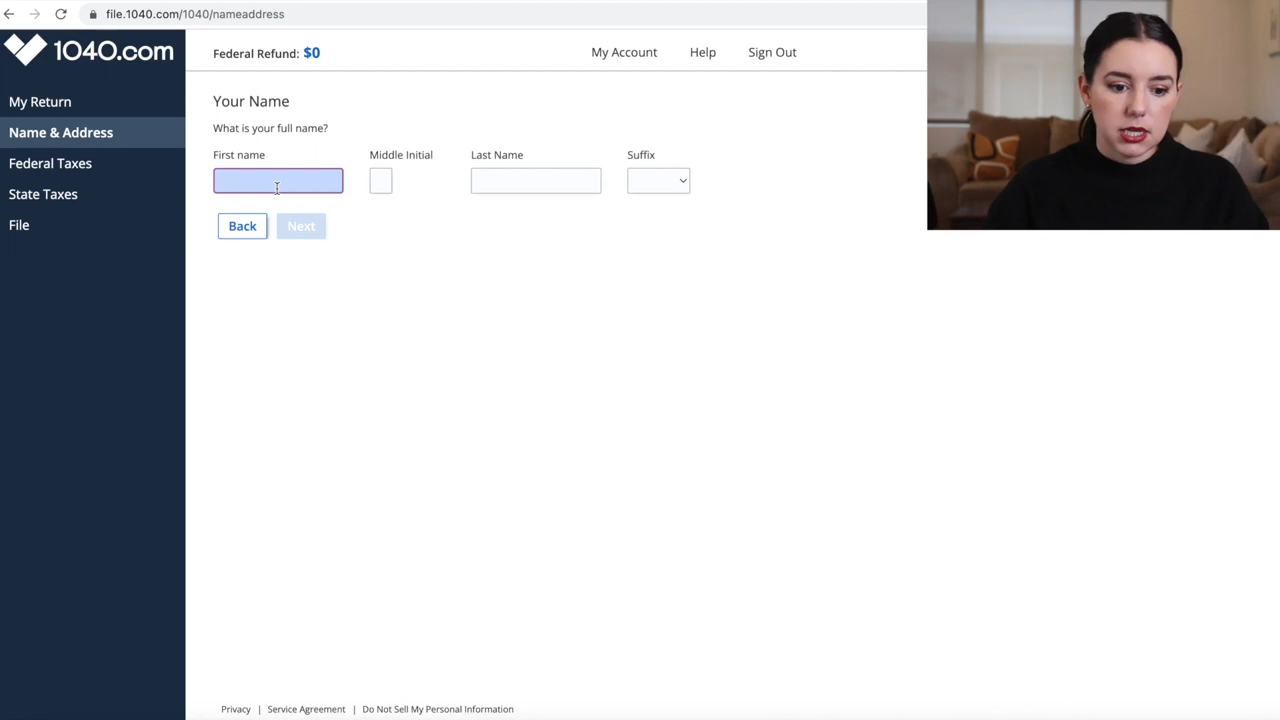 file.1040.com/1040/nameaddress
1040.com
Federal Refund: $0
My Account
Help
Sign Out
My Return
Name & Address
Federal Taxes
State Taxes
File
Your Name
What is your full name?
First name
Middle Initial
Last Name
Suffix
Back
Next
Privacy | Service Agreement | Do Not Sell My Personal Information